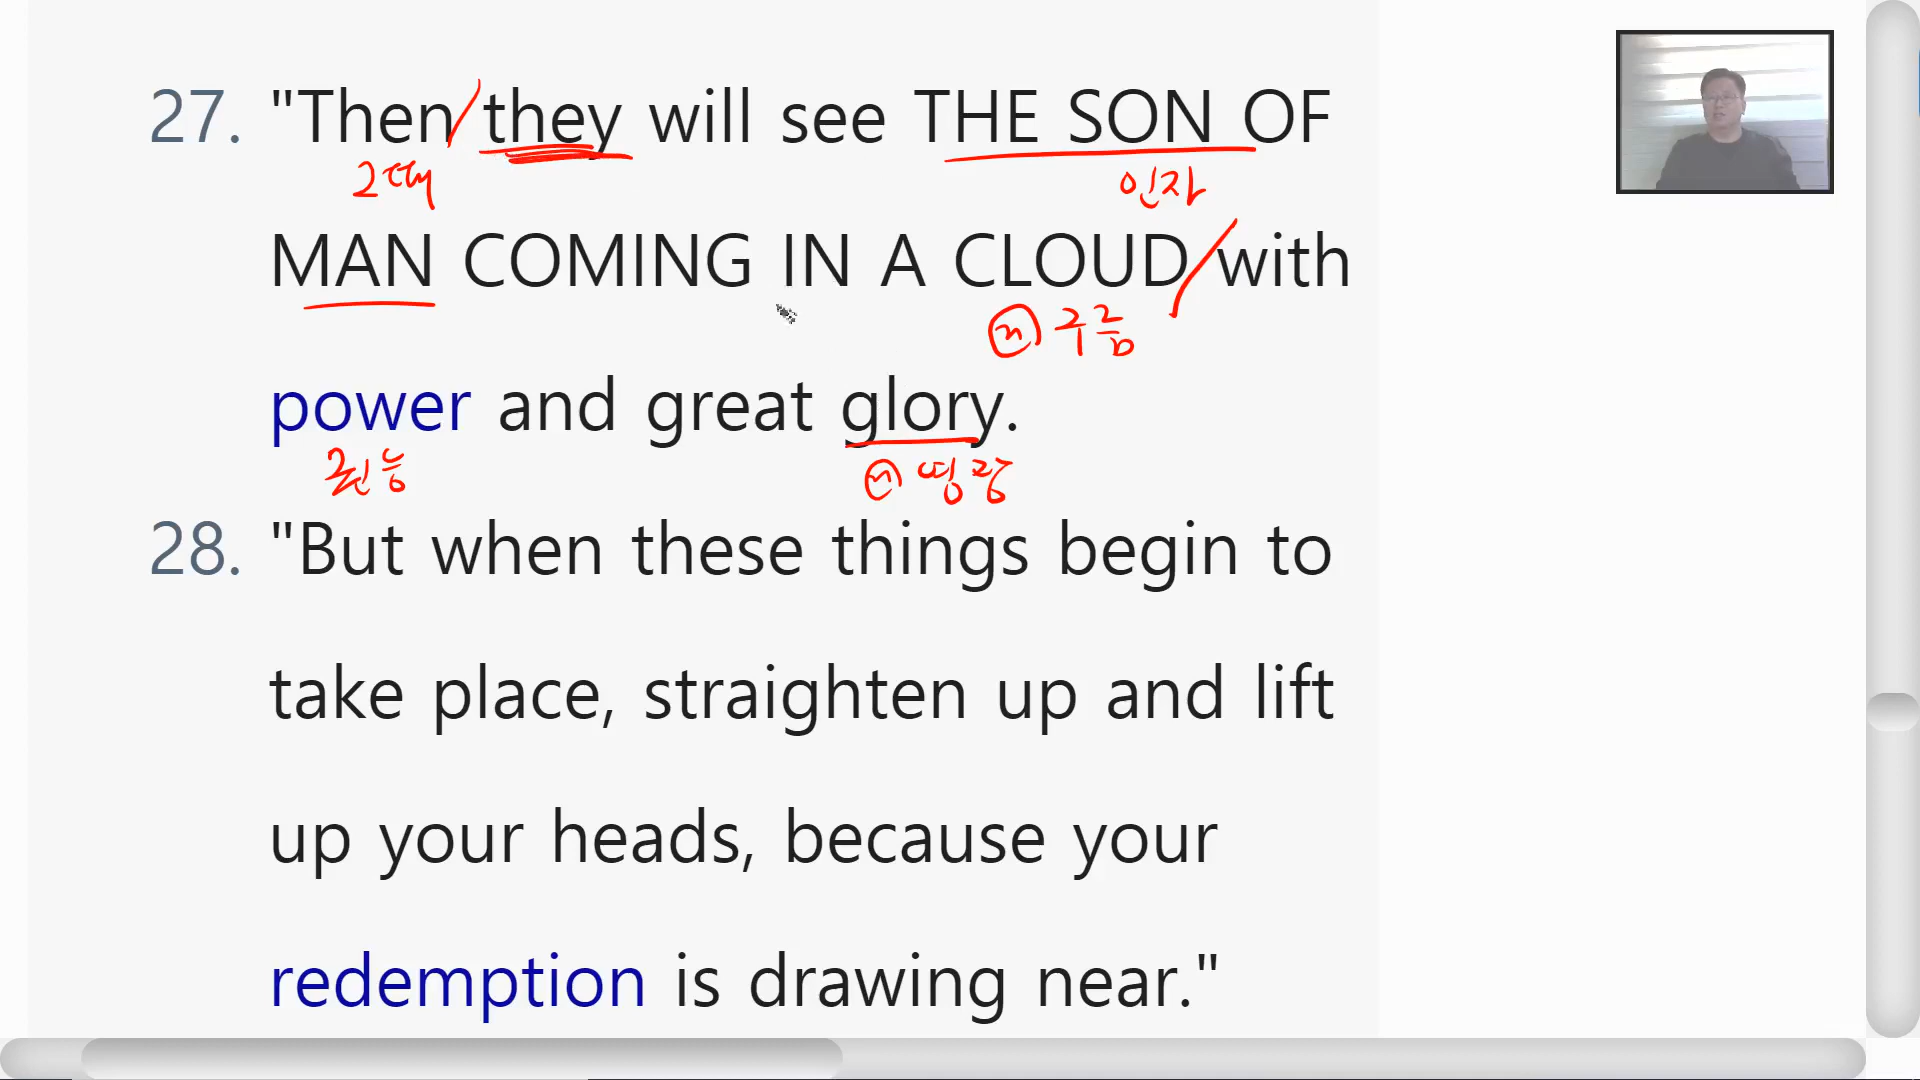 27. "Then they will see THE SON OF
그때 인자
MAN COMING IN A CLOUD with
n 구름
power and great glory.
권능 n 영광
28. "But when these things begin to
take place, straighten up and lift
up your heads, because your
redemption is drawing near."